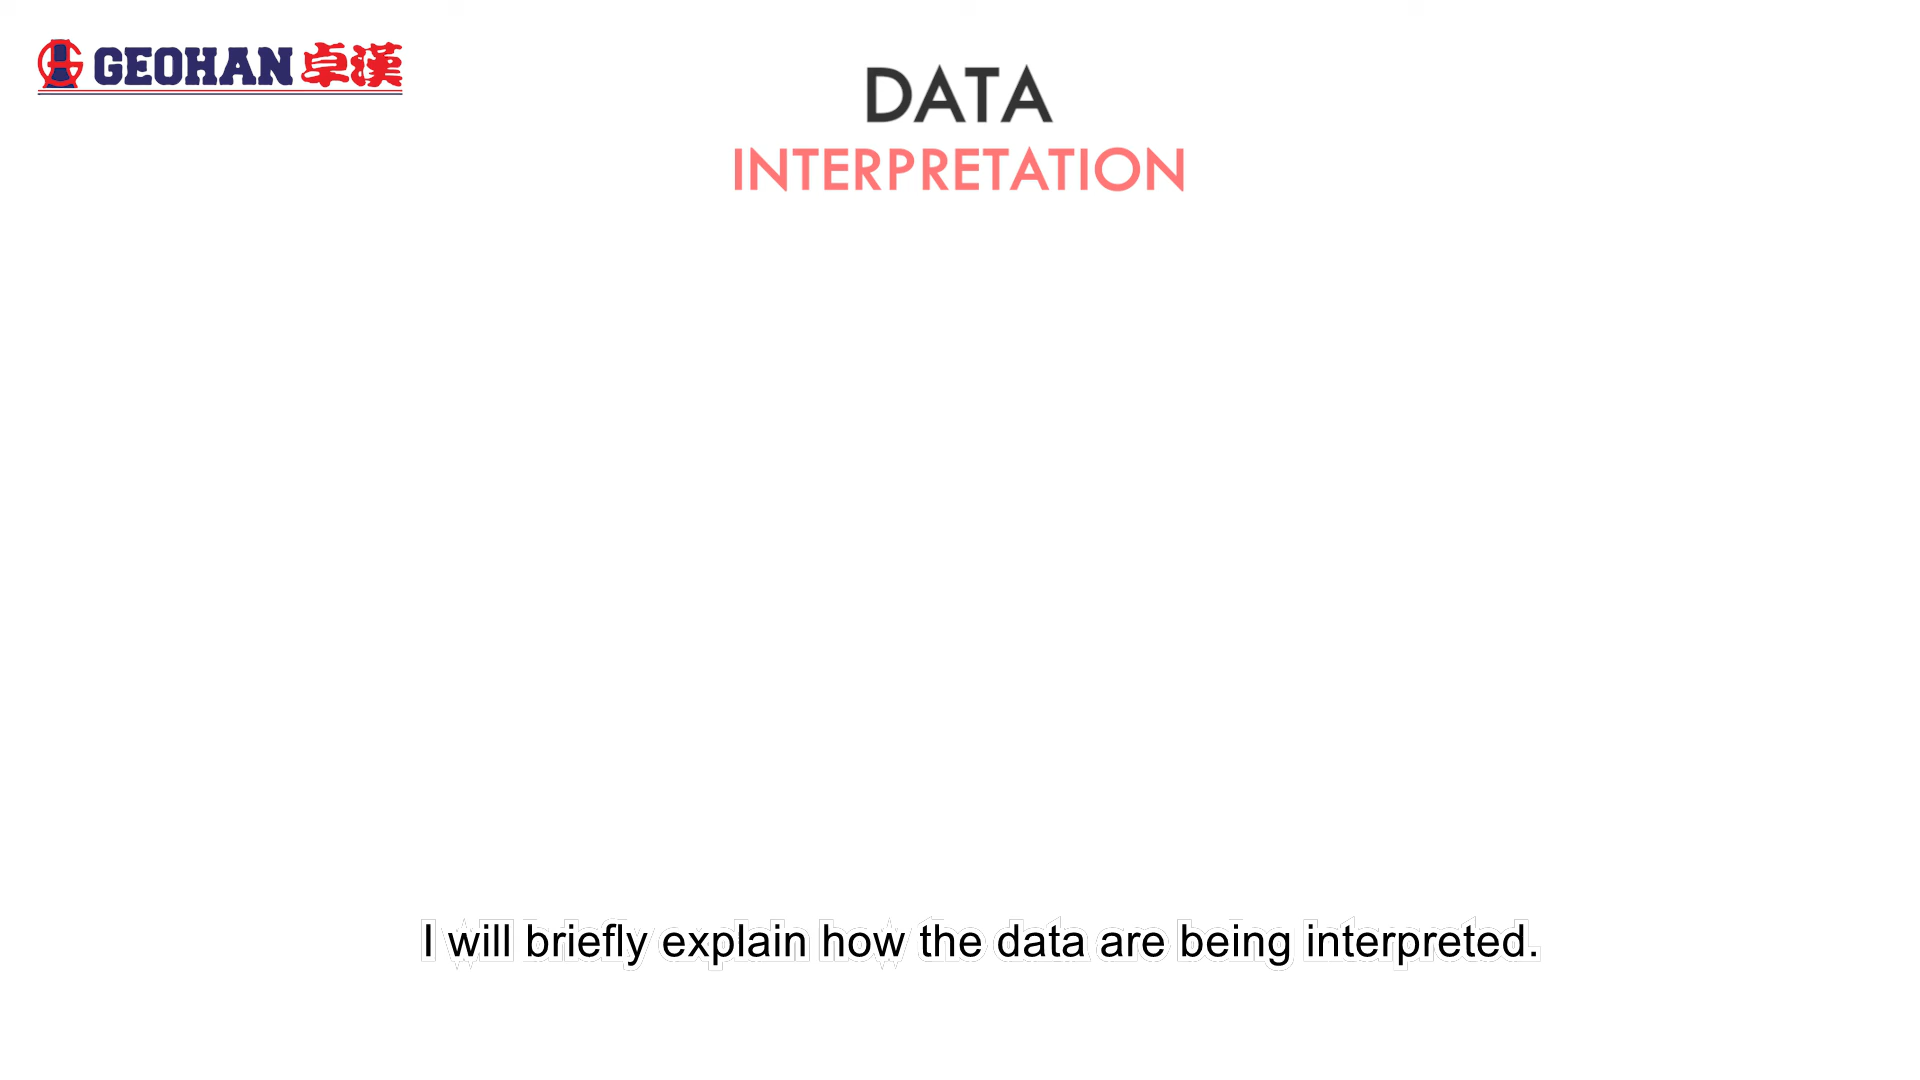 GEOHAN 卓漢
DATA
INTERPRETATION
I will briefly explain how the data are being interpreted.